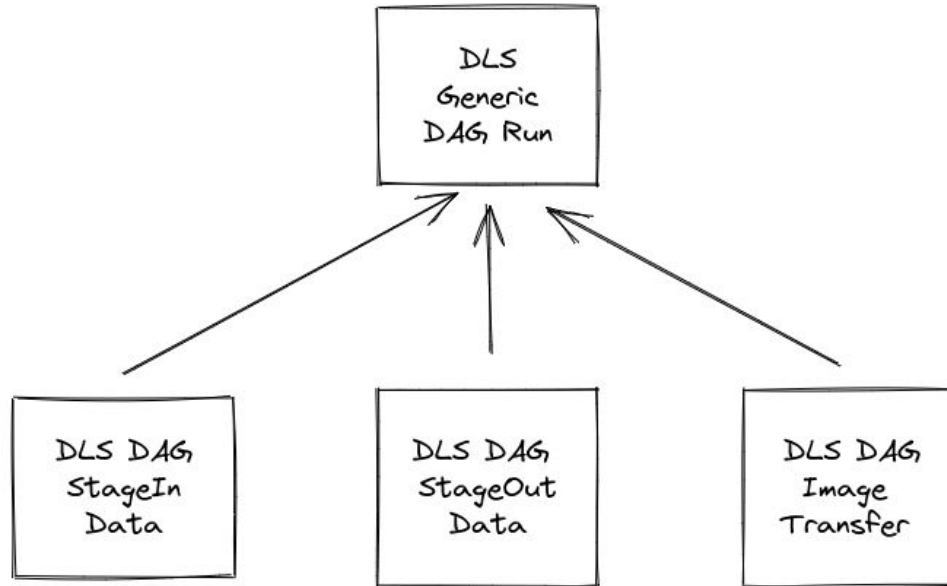 DLS
Generic
DAG Run
DLS DAG
StageIn
Data
DLS DAG
StageOut
Data
DLS DAG
Image
Transfer